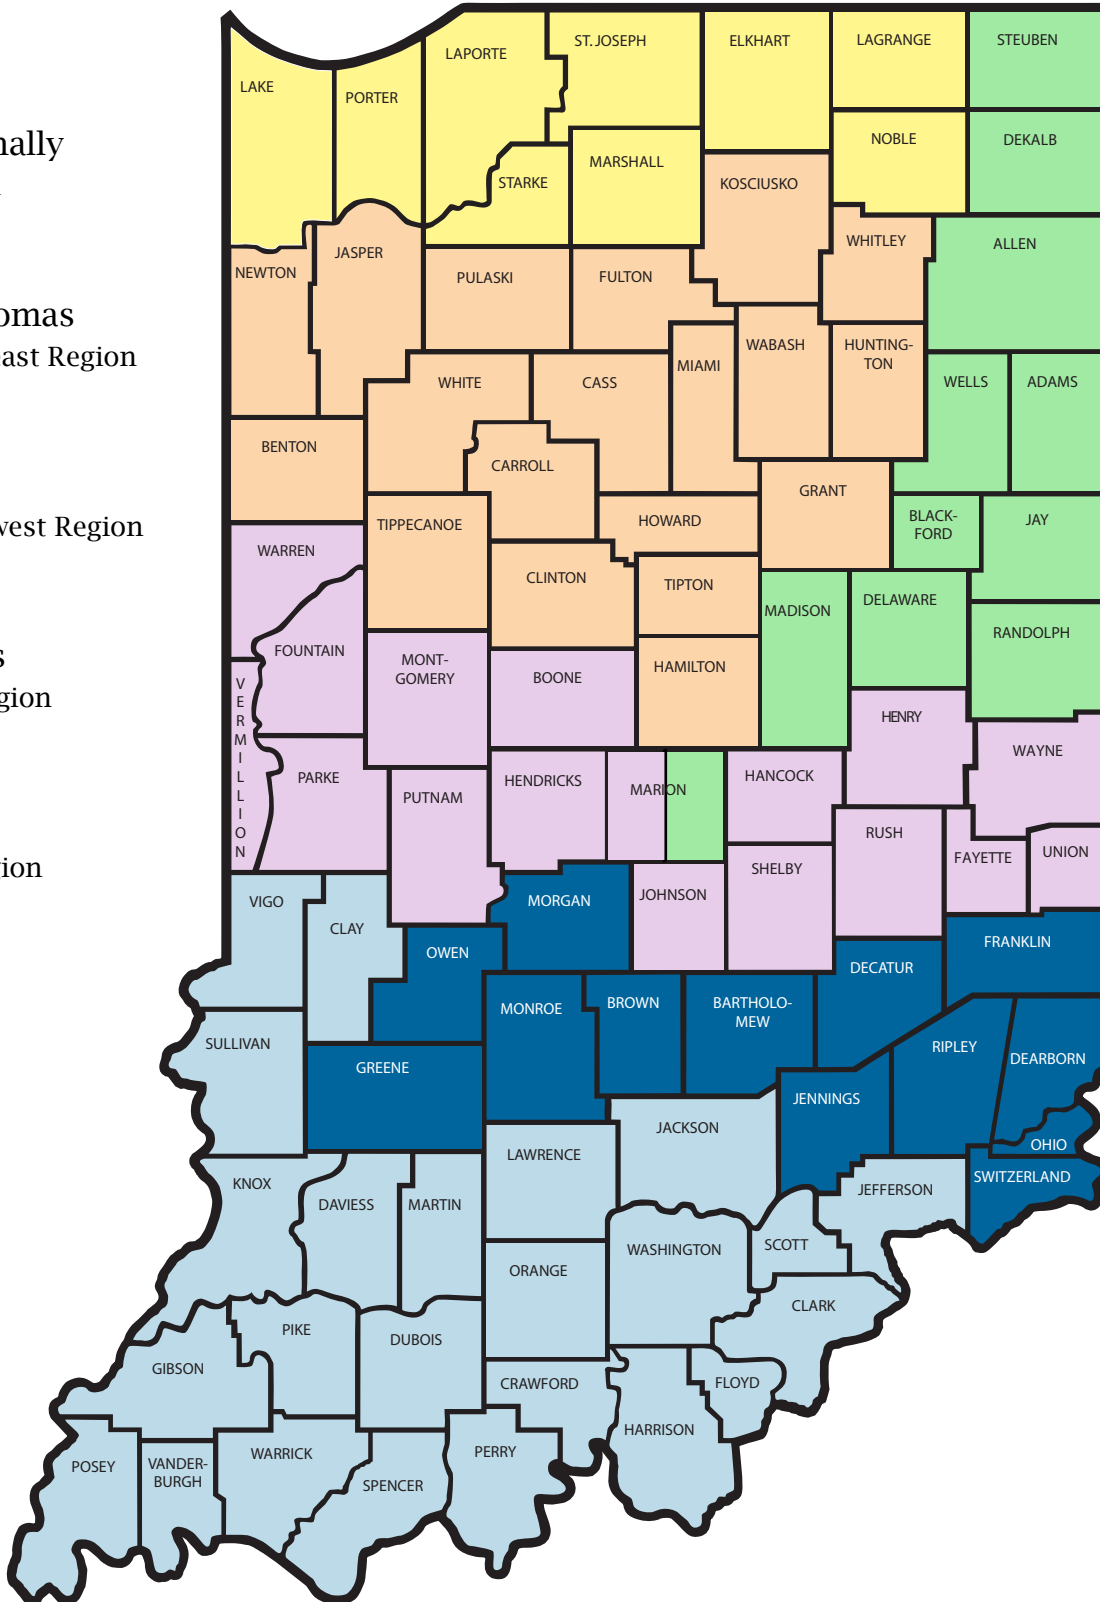 nally
omas
east Region
west Region
s
gion
gion
LAKE
PORTER
LAPORTE
ST. JOSEPH
ELKHART
LAGRANGE
STEUBEN
STARKE
MARSHALL
KOSCIUSKO
NOBLE
DEKALB
NEWTON
JASPER
PULASKI
FULTON
WHITLEY
ALLEN
WHITE
CASS
MIAMI
WABASH
HUNTING-
TON
WELLS
ADAMS
BENTON
CARROLL
GRANT
TIPPECANOE
HOWARD
BLACK-
FORD
JAY
WARREN
CLINTON
TIPTON
MADISON
DELAWARE
RANDOLPH
FOUNTAIN
MONT-
GOMERY
BOONE
HAMILTON
HENRY
WAYNE
V
E
R
M
I
L
L
I
O
N
PARKE
PUTNAM
HENDRICKS
MARION
HANCOCK
RUSH
FAYETTE
UNION
VIGO
CLAY
OWEN
MORGAN
JOHNSON
SHELBY
DECATUR
FRANKLIN
SULLIVAN
GREENE
MONROE
BROWN
BARTHOLO-
MEW
JENNINGS
RIPLEY
DEARBORN
OHIO
SWITZERLAND
KNOX
DAVIESS
MARTIN
LAWRENCE
JACKSON
JEFFERSON
SCOTT
WASHINGTON
ORANGE
CLARK
GIBSON
PIKE
DUBOIS
CRAWFORD
FLOYD
HARRISON
POSEY
VANDER-
BURGH
WARRICK
SPENCER
PERRY